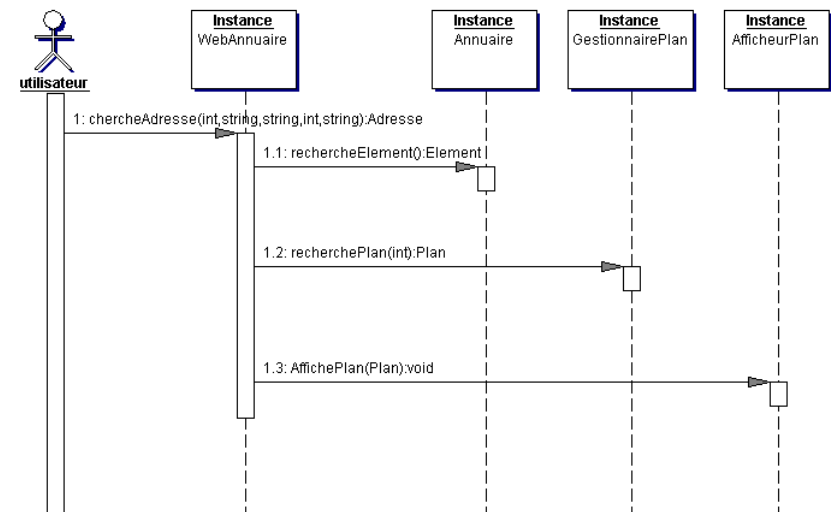 Instance
WebAnnuaire
Instance
Annuaire
Instance
GestionnairePlan
Instance
AfficheurPlan
utilisateur
1: chercheAdresse(int,string,string,int,string):Adresse
1.1: rechercheElement():Element
1.2: recherchePlan(int):Plan
1.3: AffichePlan(Plan):void